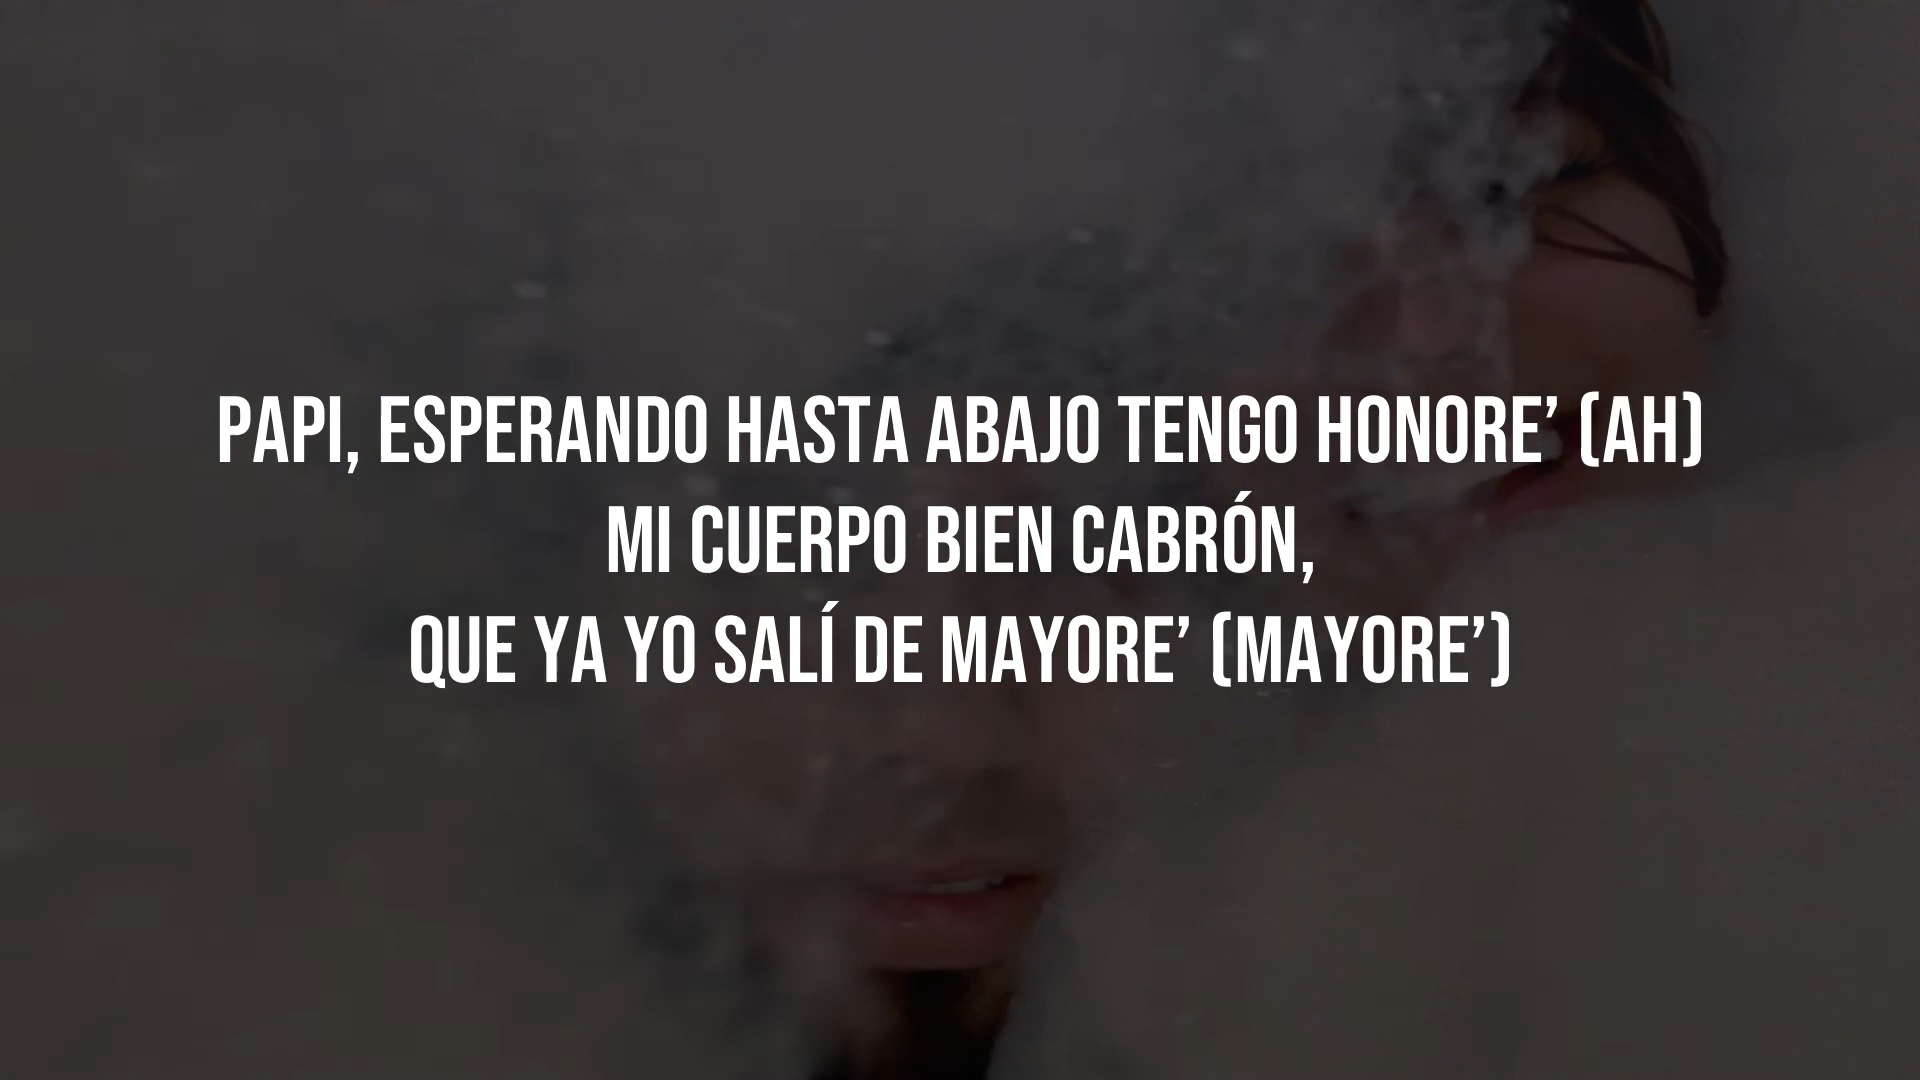 PAPI, ESPERANDO HASTA ABAJO TENGO HONORE’ (AH)
MI CUERPO BIEN CABRÓN,
QUE YA YO SALÍ DE MAYORE’ (MAYORE’)